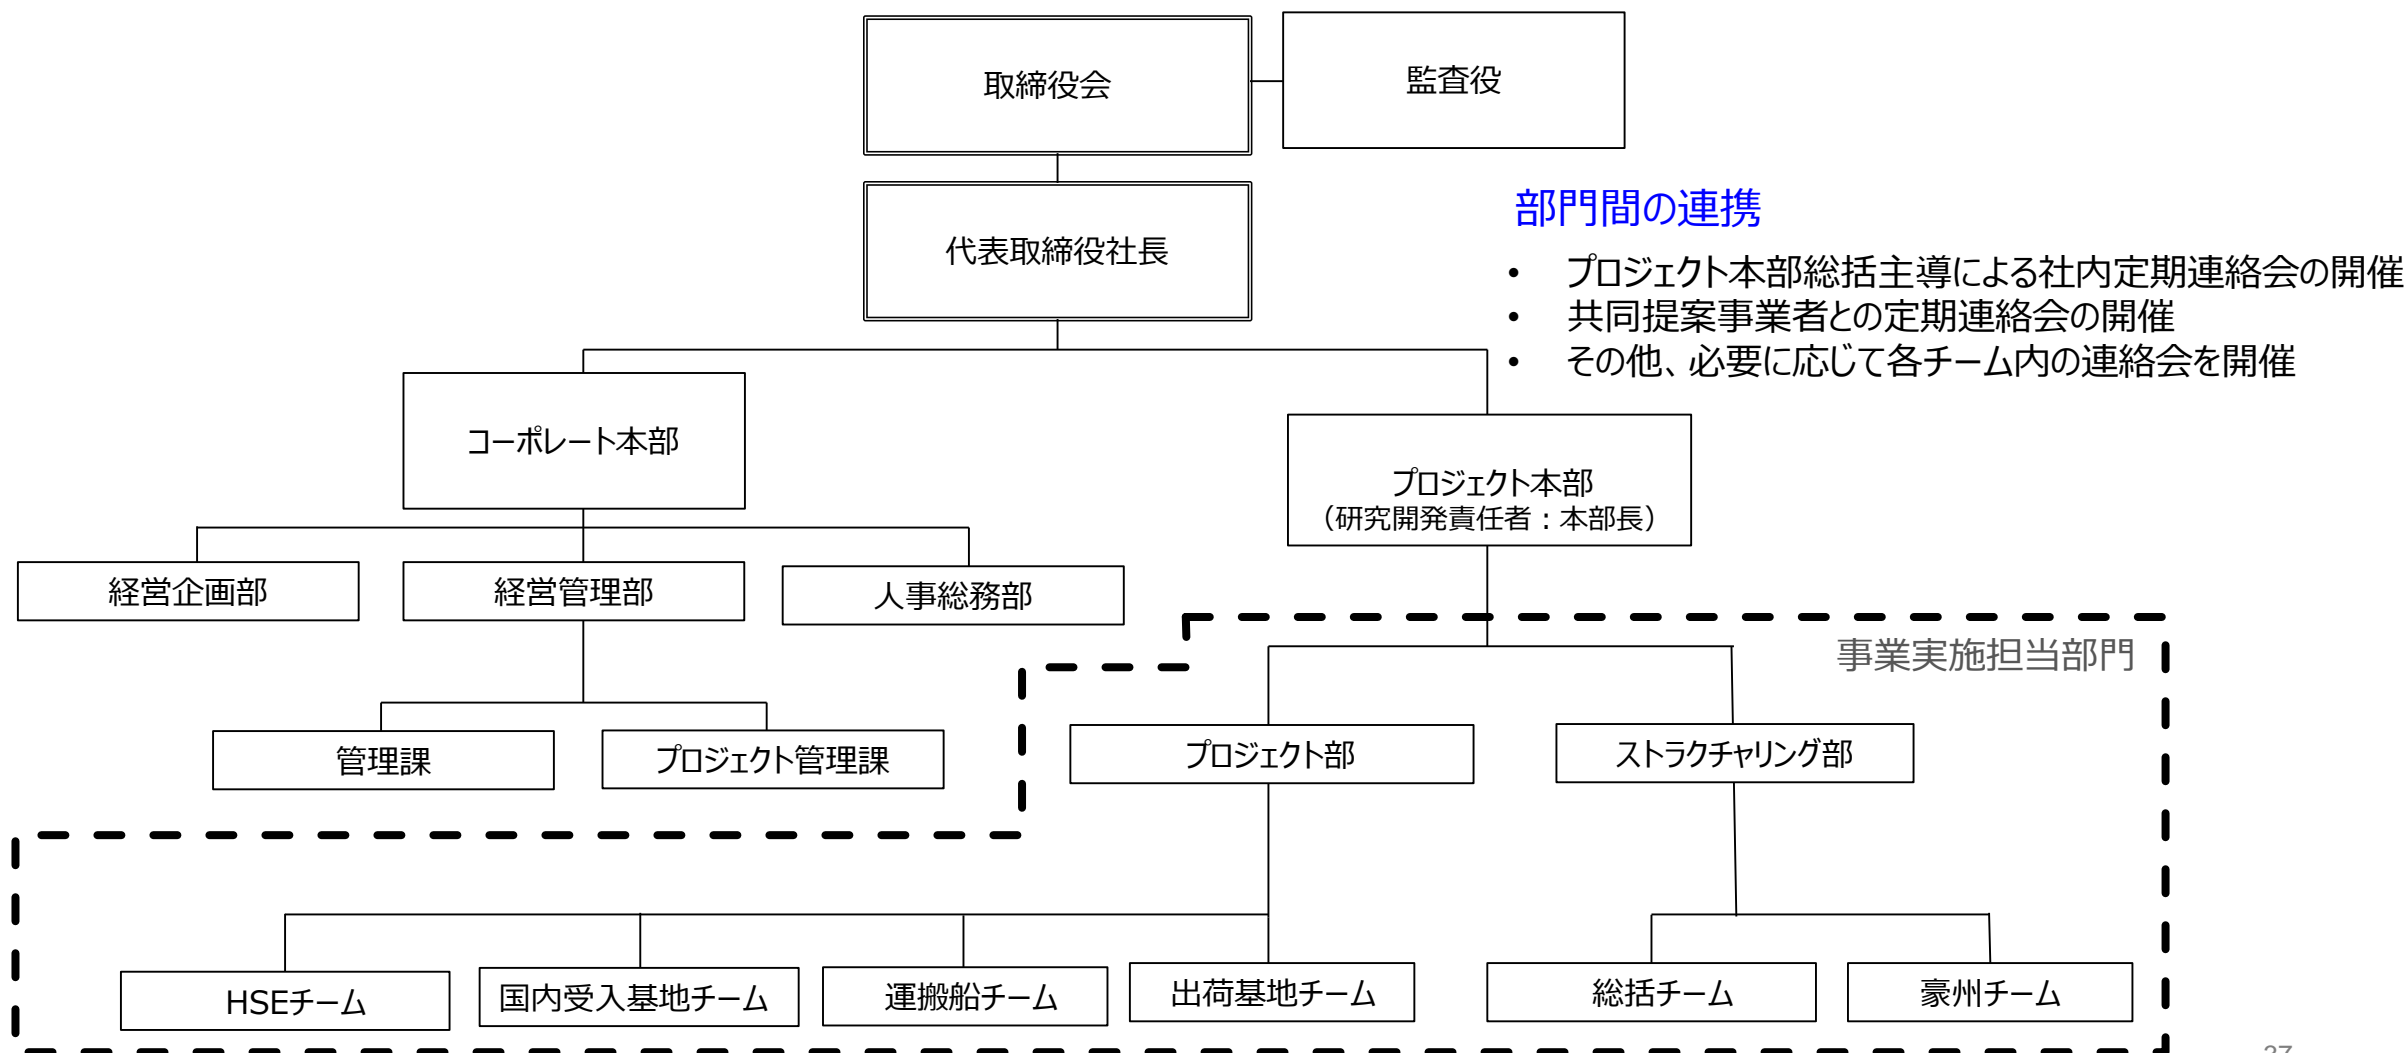 取締役会
監査役
代表取締役社長
部門間の連携
• プロジェクト本部総括主導による社内定期連絡会の開催
• 共同提案事業者との定期連絡会の開催
• その他、必要に応じて各チーム内の連絡会を開催
コーポレート本部
プロジェクト本部
（研究開発責任者：本部長）
経営企画部
経営管理部
人事総務部
事業実施担当部門
管理課
プロジェクト管理課
プロジェクト部
ストラクチャリング部
HSEチーム
国内受入基地チーム
運搬船チーム
出荷基地チーム
総括チーム
豪州チーム